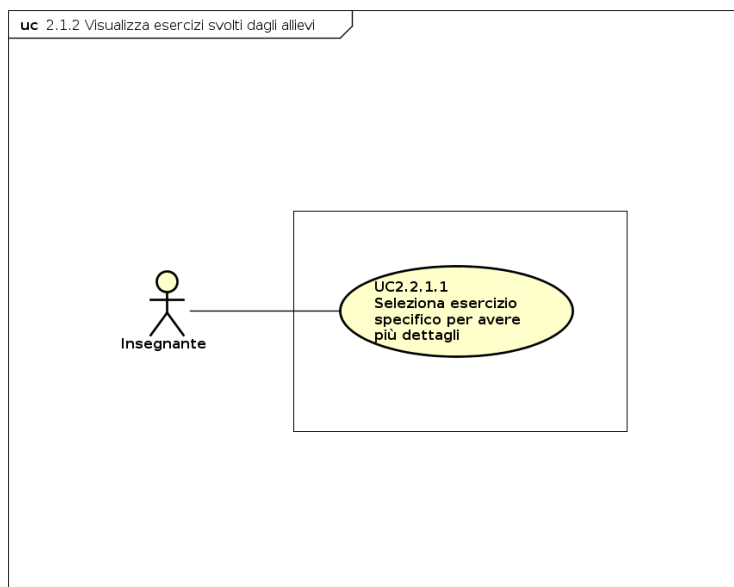 uc 2.1.2 Visualizza esercizi svolti dagli allievi
UC2.2.1.1
Seleziona esercizio
specifico per avere
più dettagli
Insegnante